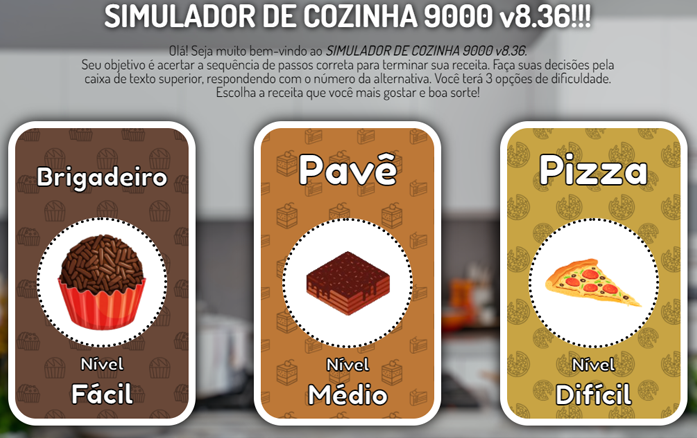 SIMULADOR DE COZINHA 9000 v8.36!!!
Olá! Seja muito bem-vindo ao SIMULADOR DE COZINHA 9000 v8.36.
Seu objetivo é acertar a sequência de passos correta para terminar sua receita. Faça suas decisões pela
caixa de texto superior, respondendo com o número da alternativa. Você terá 3 opções de dificuldade.
Escolha a receita que você mais gostar e boa sorte!
Brigadeiro
Nível
Fácil
Pavê
Nível
Médio
Pizza
Nível
Difícil